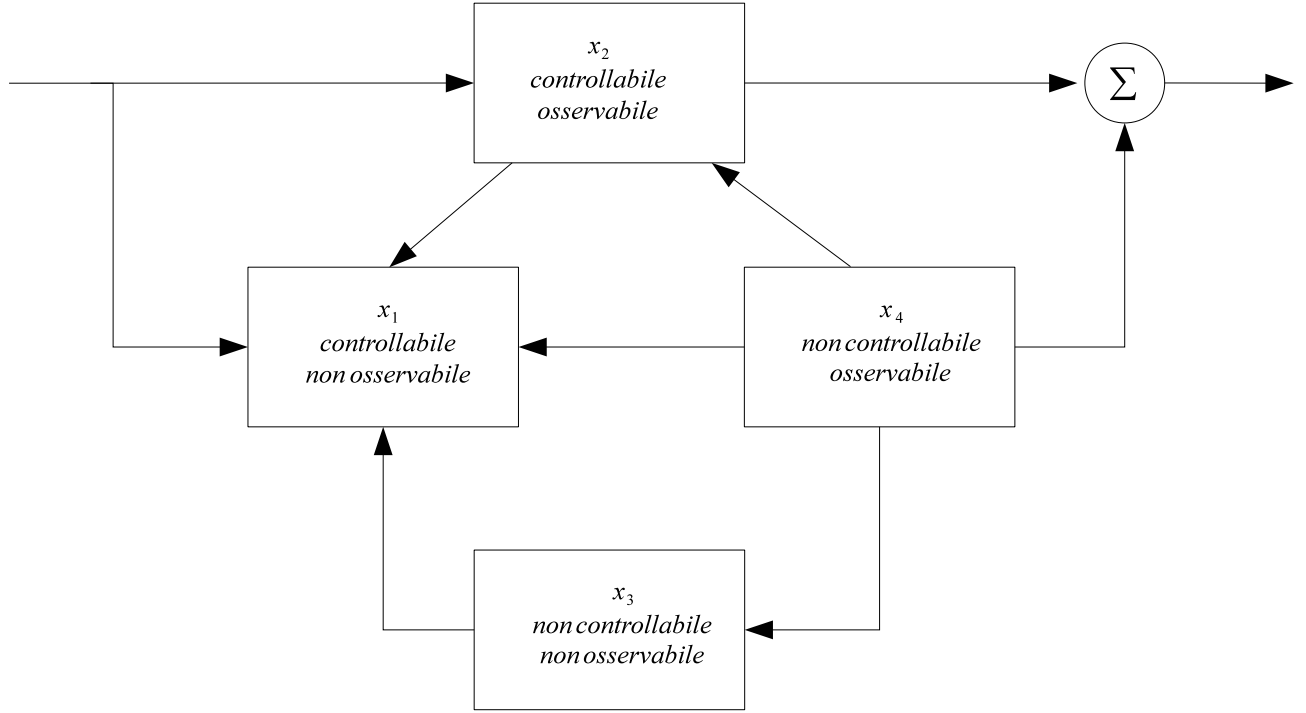 x2
controllabile
osservabile
Σ
x1
controllabile
non osservabile
x4
non controllabile
osservabile
x3
non controllabile
non osservabile